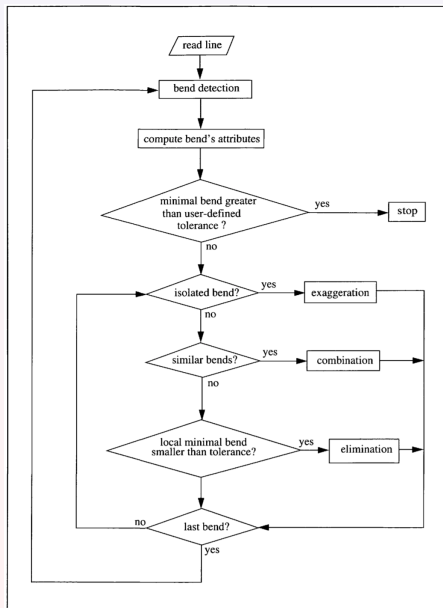 read line
bend detection
compute bend's attributes
minimal bend greater
than user-defined
tolerance ?
yes
stop
no
isolated bend?
yes
exaggeration
no
similar bends?
yes
combination
no
local minimal bend
smaller than tolerance?
yes
elimination
no
last bend?
yes